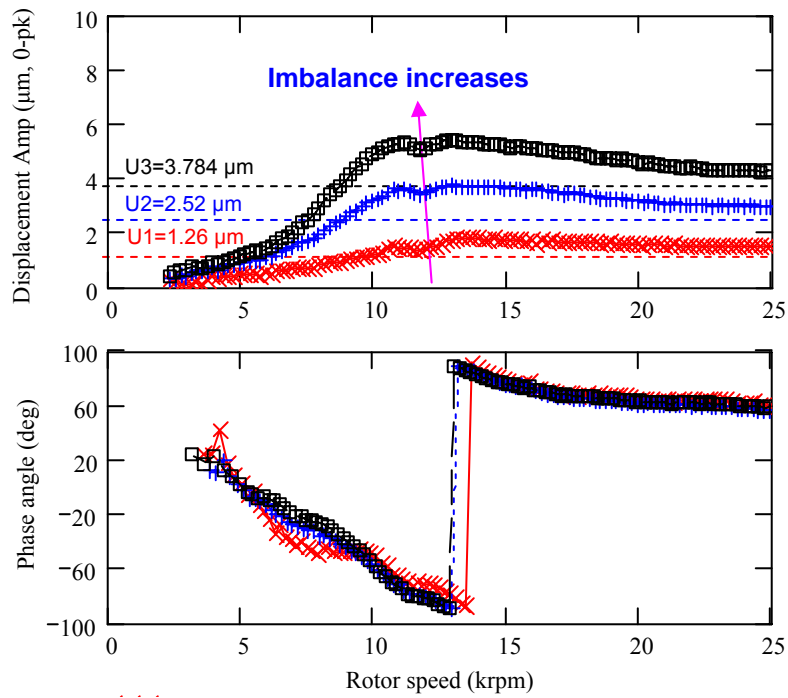 Displacement Amp (μm, 0-pk)
10
8
6
4
2
0
Imbalance increases
U3=3.784 μm
U2=2.52 μm
U1=1.26 μm
0 5 10 15 20 25
Phase angle (deg)
100
60
20
−20
−60
−100
0 5 10 15 20 25
Rotor speed (krpm)